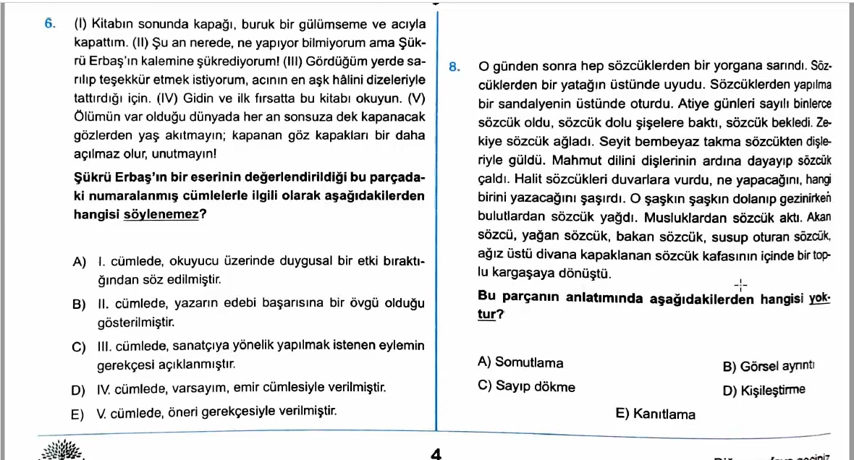 6. (I) Kitabın sonunda kapağı, buruk bir gülümseme ve acıyla
kapattım. (II) Şu an nerede, ne yapıyor bilmiyorum ama Şük-
rü Erbaş'ın kalemine şükrediyorum! (III) Gördüğüm yerde sa-
rılıp teşekkür etmek istiyorum, acının en aşk hâlini dizeleriyle
tattırdığı için. (IV) Gidin ve ilk fırsatta bu kitabı okuyun. (V)
Ölümün var olduğu dünyada her an sonsuza dek kapanacak
gözlerden yaş akıtmayın; kapanan göz kapakları bir daha
açılmaz olur, unutmayın!
Şükrü Erbaş'ın bir eserinin değerlendirildiği bu parçada-
ki numaralanmış cümlelerle ilgili olarak aşağıdakilerden
hangisi söylenemez?
A) I. cümlede, okuyucu üzerinde duygusal bir etki bıraktı-
ğından söz edilmiştir.
B) II. cümlede, yazarın edebi başarısına bir övgü olduğu
gösterilmiştir.
C) III. cümlede, sanatçıya yönelik yapılmak istenen eylemin
gerekçesi açıklanmıştır.
D) IV. cümlede, varsayım, emir cümlesiyle verilmiştir.
E) V. cümlede, öneri gerekçesiyle verilmiştir.
8. O günden sonra hep sözcüklerden bir yorgana sarındı. Söz-
cüklerden bir yatağın üstünde uyudu. Sözcüklerden yapılma
bir sandalyenin üstünde oturdu. Atiye günleri sayılı binlerce
sözcük oldu, sözcük dolu şişelere baktı, sözcük bekledi. Ze-
kiye sözcük ağladı. Seyit bembeyaz takma sözcükten dişle-
riyle güldü. Mahmut dilini dişlerinin ardına dayayıp sözcük
çaldı. Halit sözcükleri duvarlara vurdu, ne yapacağını, hangi
birini yazacağını şaşırdı. O şaşkın şaşkın dolanıp gezinirken
bulutlardan sözcük yağdı. Musluklardan sözcük aktı. Akan
sözcü, yağan sözcük, bakan sözcük, susup oturan sözcük,
ağız üstü divana kapaklanan sözcük kafasının içinde bir top-
lu kargaşaya dönüştü.
Bu parçanın anlatımında aşağıdakilerden hangisi yok-
tur?
A) Somutlama
B) Görsel ayrıntı
C) Sayıp dökme
D) Kişileştirme
E) Kanıtlama
4